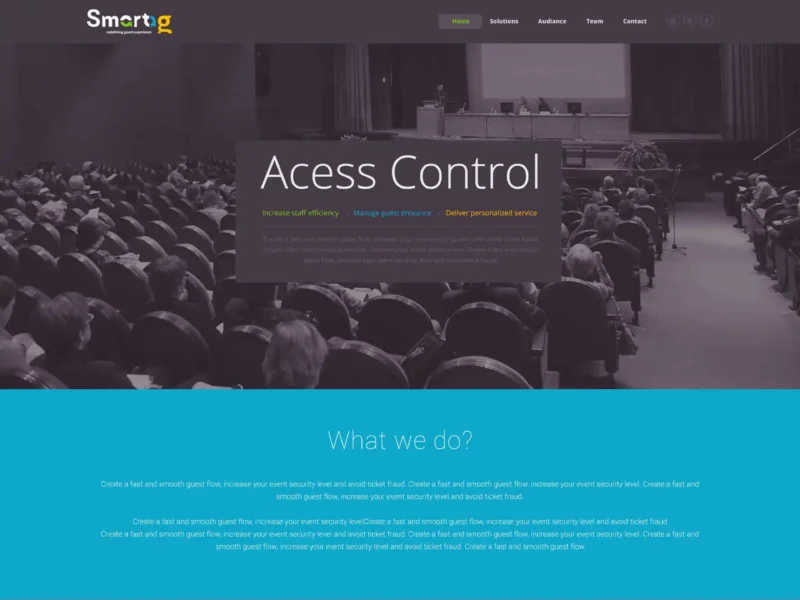 Smartag
redefining guest experience
Home Solutions Audiance Team Contact
Acess Control
Increase staff efficiency - Manage guest enterance - Deliver personalized service
What we do?
Create a fast and smooth guest flow, increase your event security level and avoid ticket fraud. Create a fast and smooth guest flow, increase your event security level. Create a fast and
smooth guest flow, increase your event security level and avoid ticket fraud.
Create a fast and smooth guest flow, increase your event security levelCreate a fast and smooth guest flow, increase your event security level and avoid ticket fraud
Create a fast and smooth guest flow, increase your event security level and avoid ticket fraud. Create a fast and smooth guest flow, increase your event security level. Create a fast and
smooth guest flow, increase your event security level and avoid ticket fraud. Create a fast and smooth guest flow.